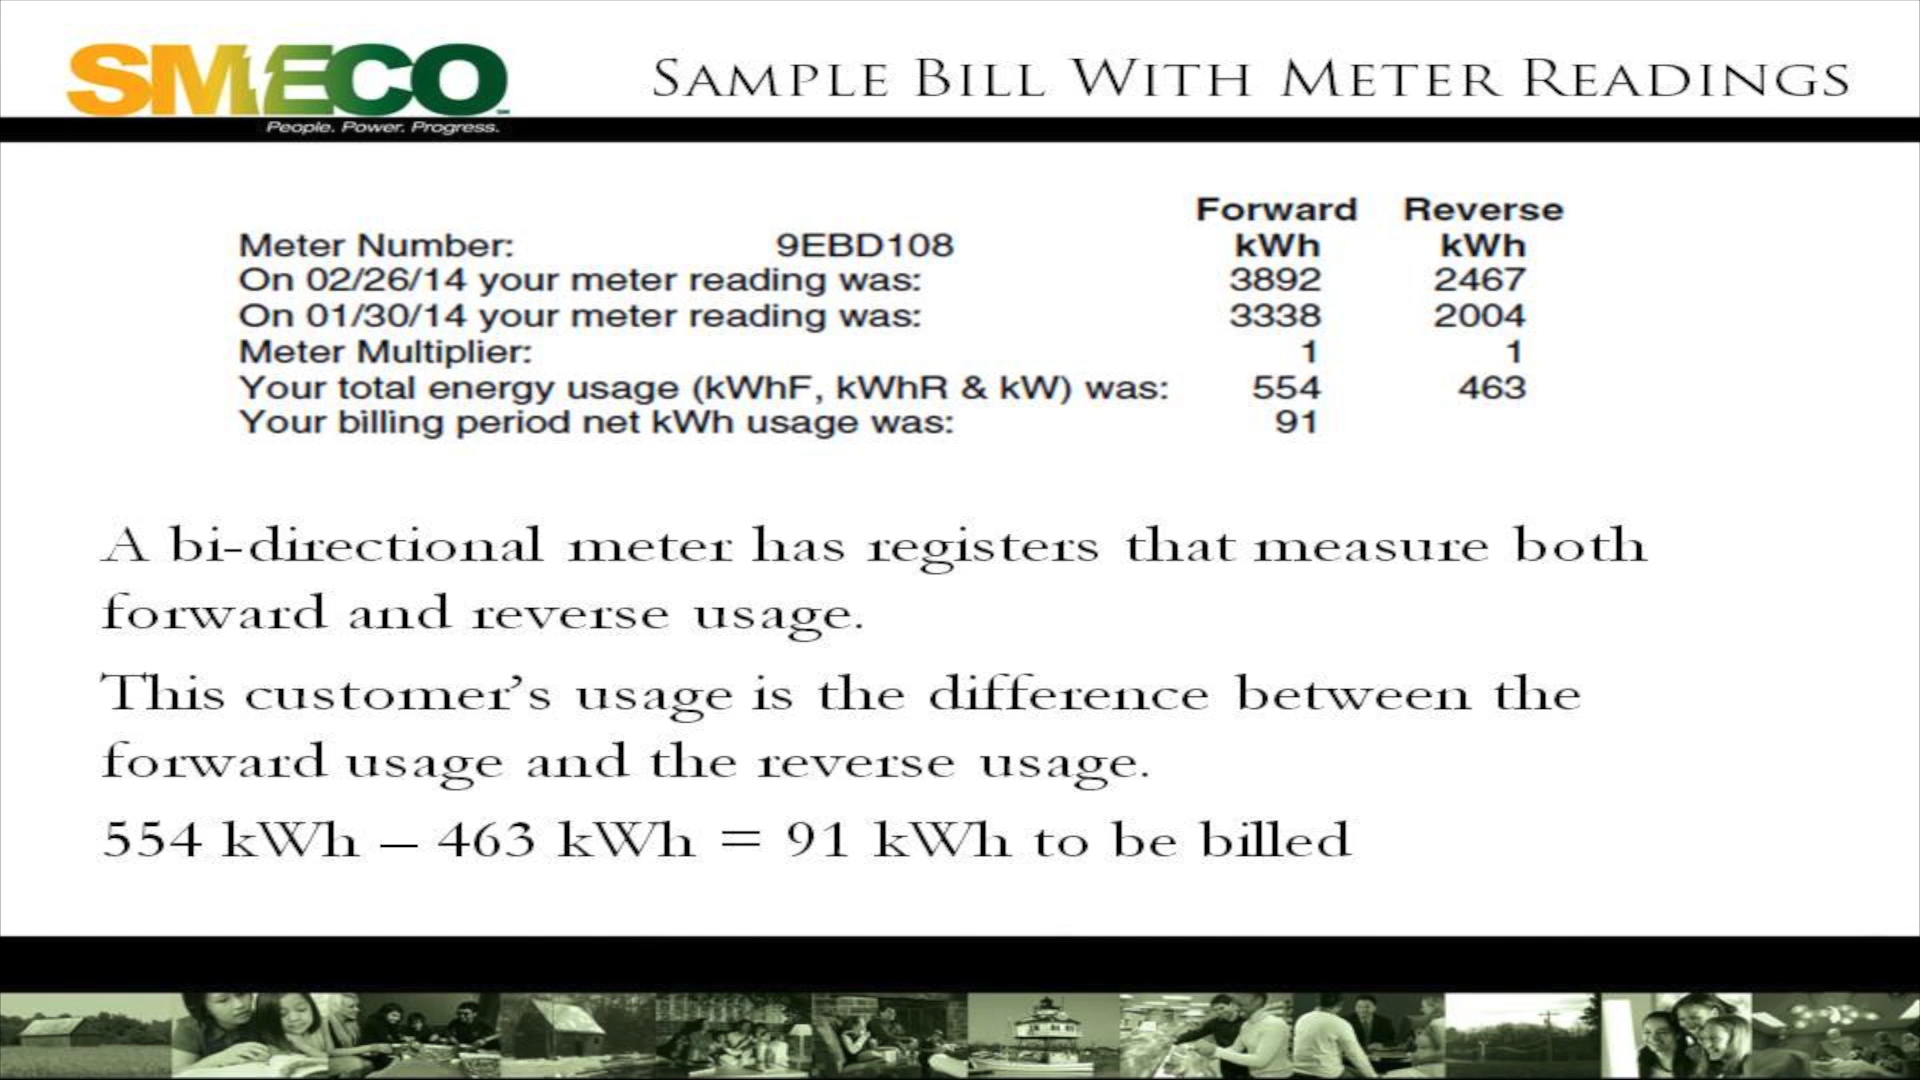 SMECO
People. Power. Progress.
SAMPLE BILL WITH METER READINGS
Forward Reverse
Meter Number: 9EBD108 kWh kWh
On 02/26/14 your meter reading was: 3892 2467
On 01/30/14 your meter reading was: 3338 2004
Meter Multiplier: 1 1
Your total energy usage (kWhF, kWhR & kW) was: 554 463
Your billing period net kWh usage was: 91
A bi-directional meter has registers that measure both
forward and reverse usage.
This customer's usage is the difference between the
forward usage and the reverse usage.
554 kWh – 463 kWh = 91 kWh to be billed